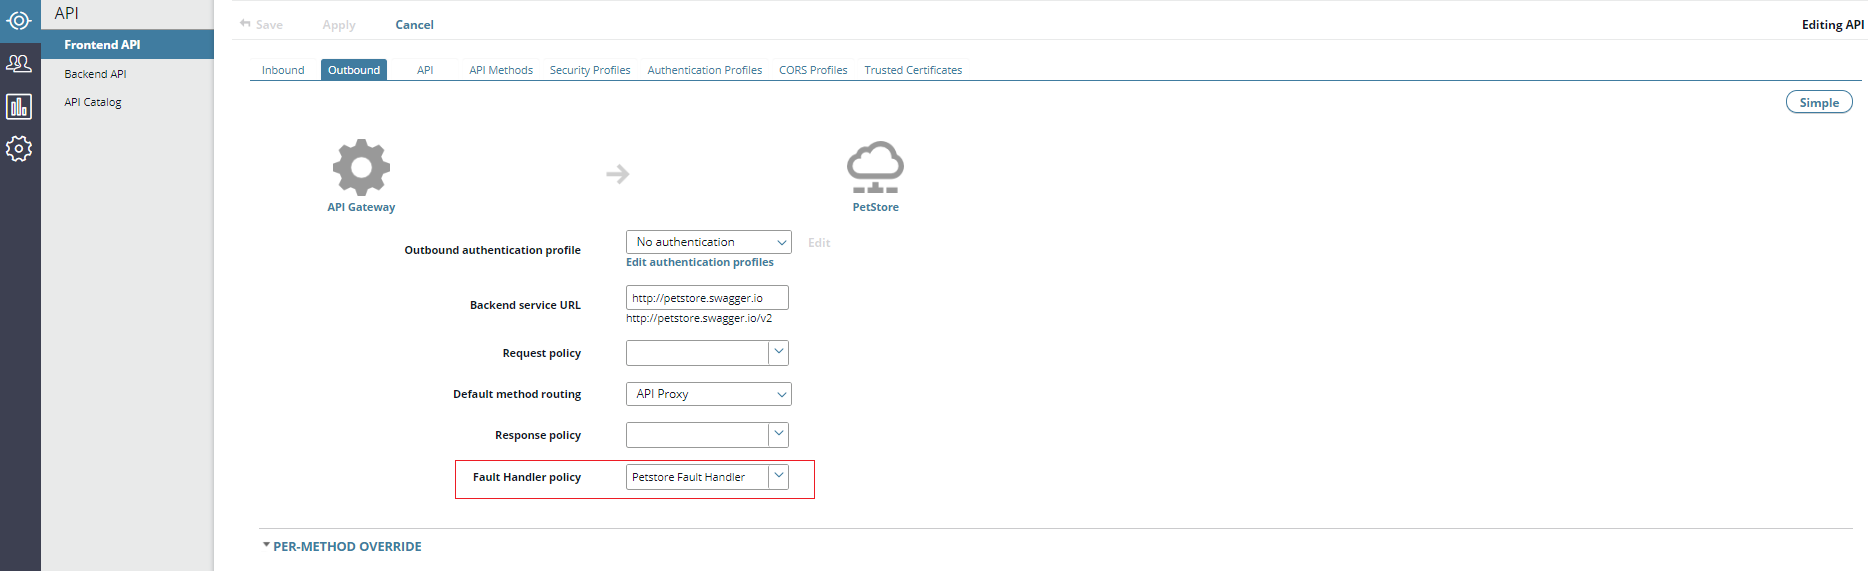 API
Frontend API
Backend API
API Catalog
Save Apply Cancel
Editing API
Inbound Outbound API API Methods Security Profiles Authentication Profiles CORS Profiles Trusted Certificates
Simple
API Gateway
PetStore
Outbound authentication profile No authentication Edit
Edit authentication profiles
Backend service URL http://petstore.swagger.io
http://petstore.swagger.io/v2
Request policy
Default method routing API Proxy
Response policy
Fault Handler policy Petstore Fault Handler
PER-METHOD OVERRIDE